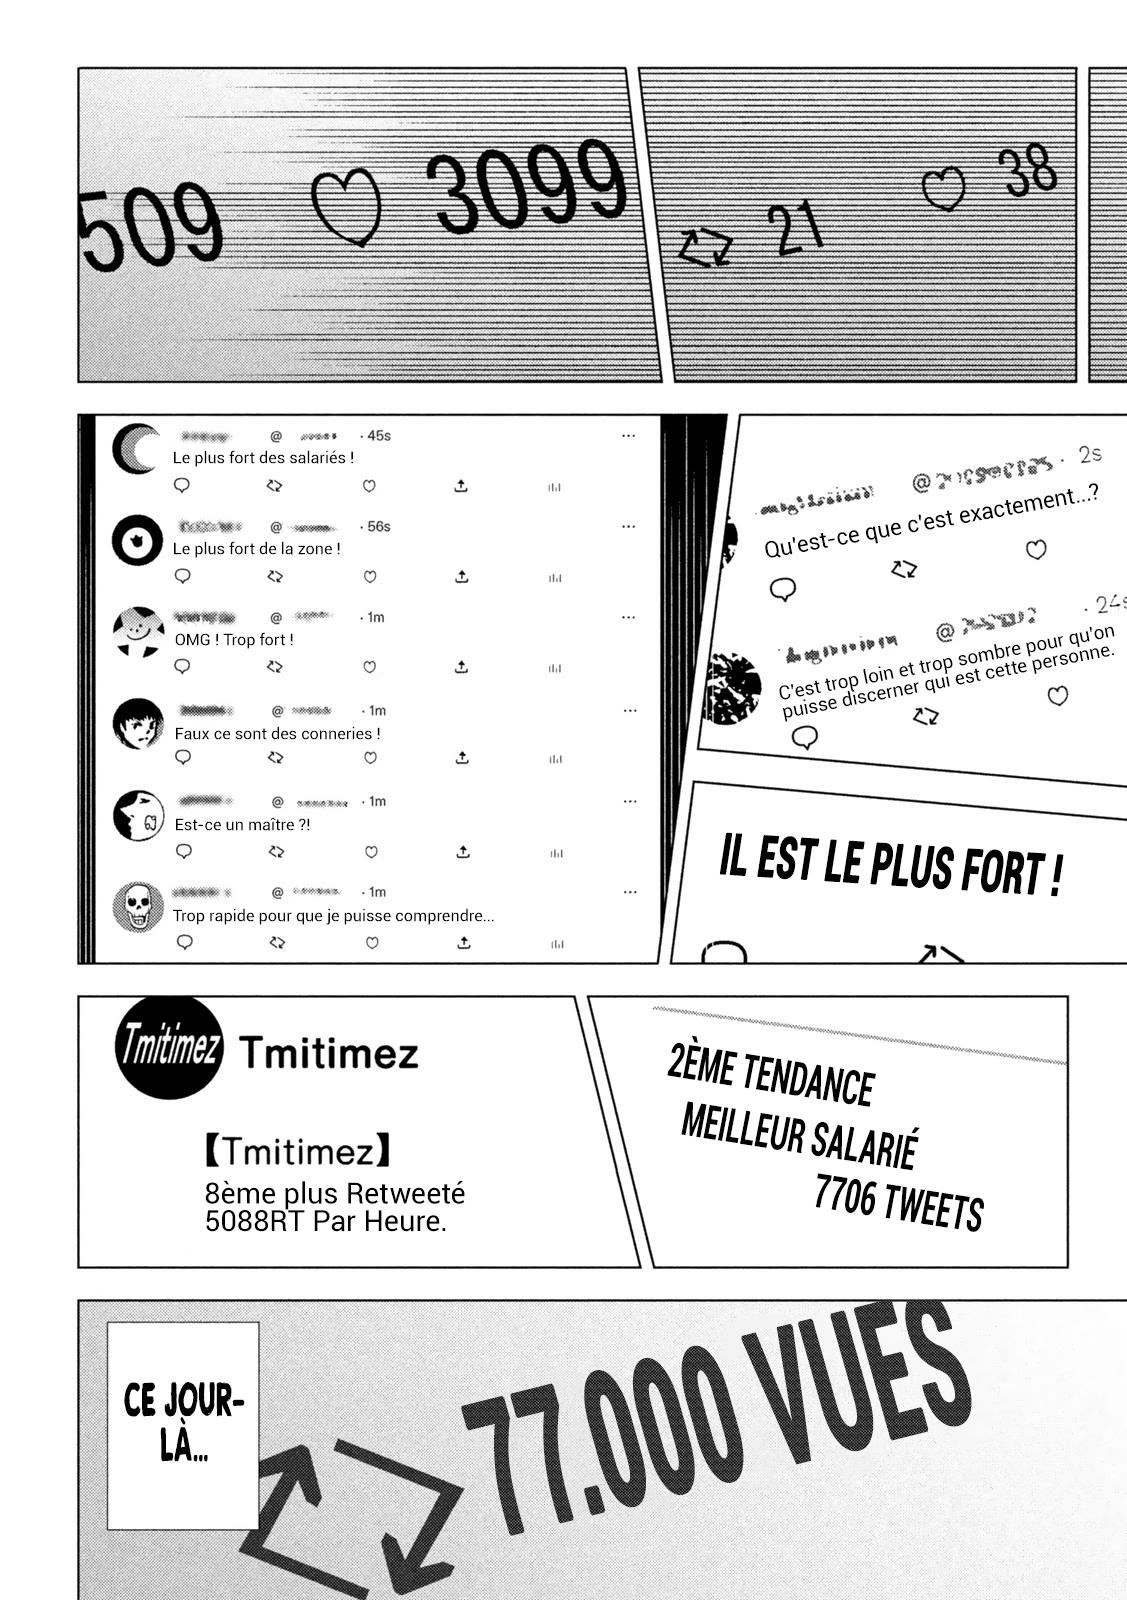 509 3099
21 38
· 45s
Le plus fort des salariés !
@ · 56s
Le plus fort de la zone !
@ · 1m
OMG ! Trop fort !
@ · 1m
Faux ce sont des conneries !
@ · 1m
Est-ce un maître ?!
@ · 1m
Trop rapide pour que je puisse comprendre...
@ · 2s
Qu'est-ce que c'est exactement...?
@ · 24s
C'est trop loin et trop sombre pour qu'on
puisse discerner qui est cette personne.
IL EST LE PLUS FORT !
Tmitimez
Tmitimez
【Tmitimez】
8ème plus Retweeté
5088RT Par Heure.
2ÈME TENDANCE
MEILLEUR SALARIÉ
7706 TWEETS
CE JOUR-
LÀ...
77.000 VUES